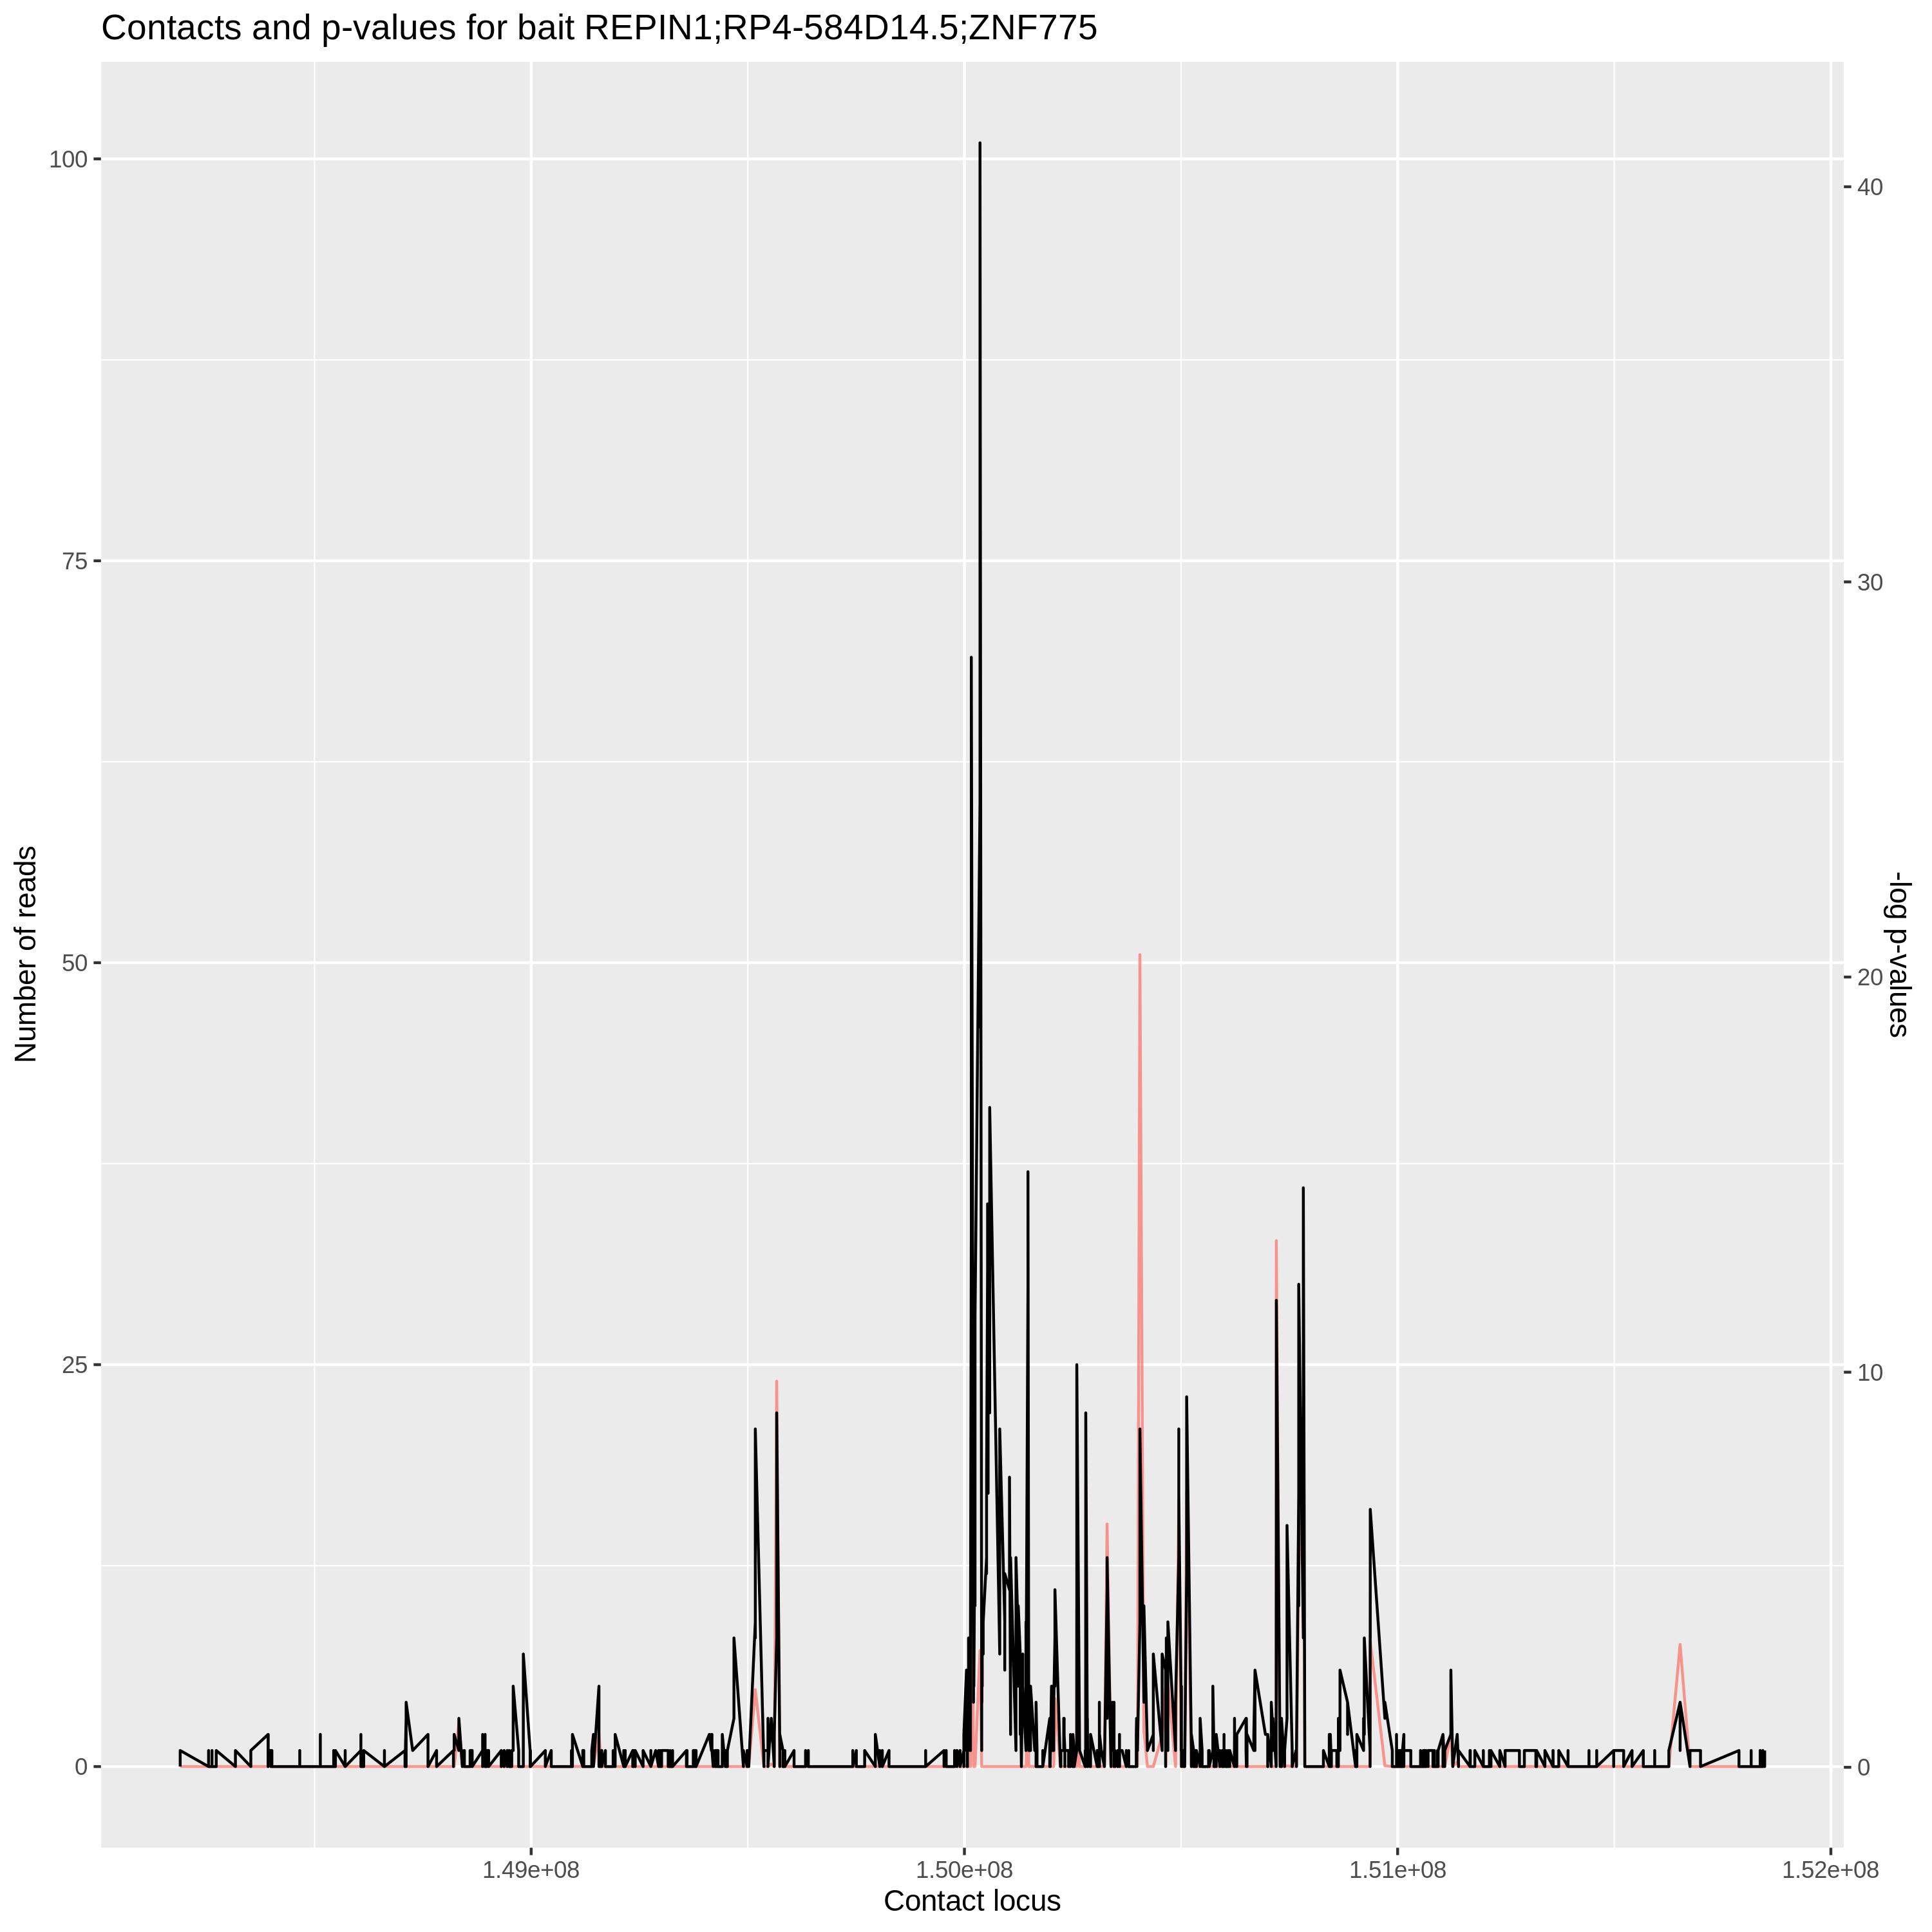 Contacts and p-values for bait REPIN1;RP4-584D14.5;ZNF775
100
75
50
25
0
Number of reads
40
30
20
10
0
-log p-values
1.49e+08
1.50e+08
1.51e+08
1.52e+08
Contact locus